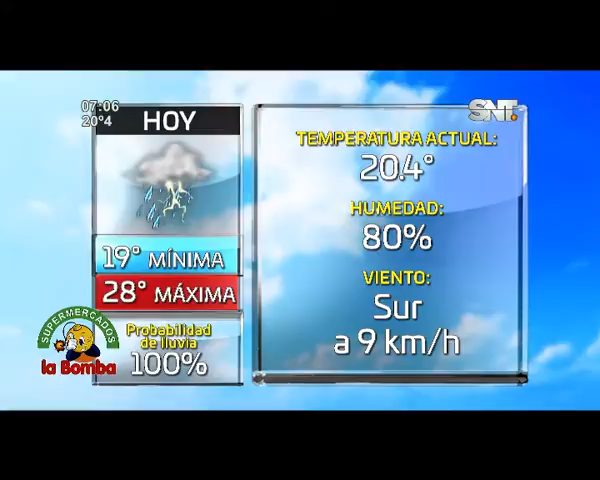 07:06
20°4
HOY
SNT.
TEMPERATURA ACTUAL:
20.4°
HUMEDAD:
80%
VIENTO:
Sur
a 9 km/h
19° MÍNIMA
28° MÁXIMA
Probabilidad
de lluvia
100%
SUPERMERCADOS
la Bomba